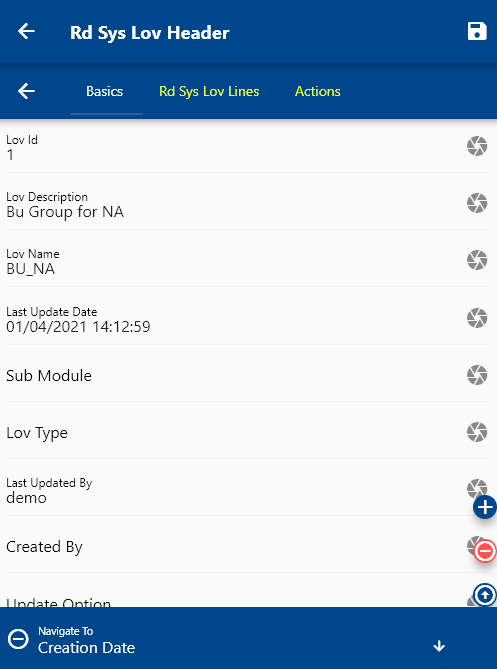 Rd Sys Lov Header
Basics Rd Sys Lov Lines Actions
Lov Id
1
Lov Description
Bu Group for NA
Lov Name
BU_NA
Last Update Date
01/04/2021 14:12:59
Sub Module
Lov Type
Last Updated By
demo
Created By
Update Option
Navigate To
Creation Date